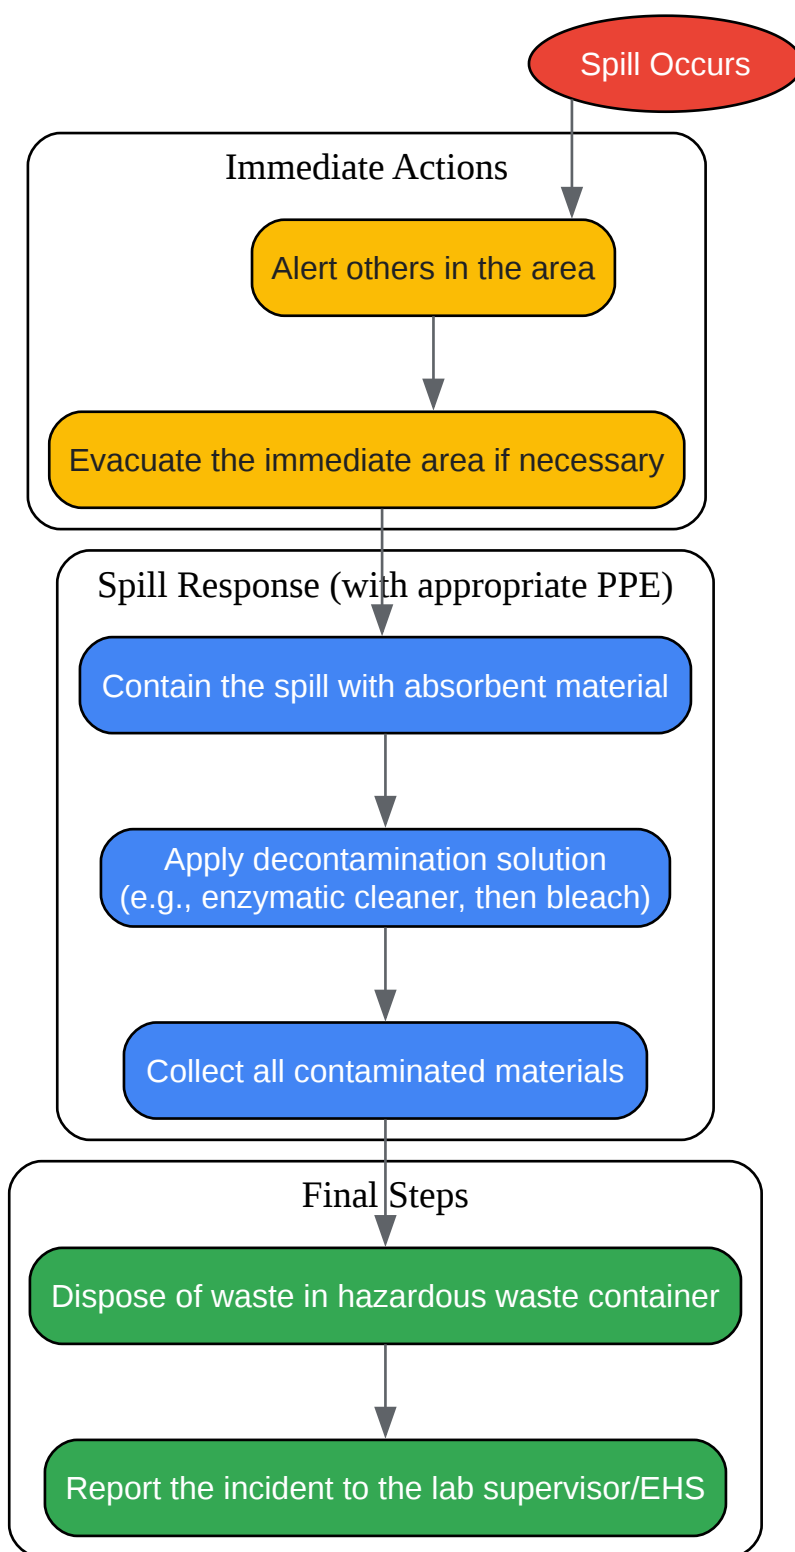 Spill Occurs
Immediate Actions
Alert others in the area
Evacuate the immediate area if necessary
Spill Response (with appropriate PPE)
Contain the spill with absorbent material
Apply decontamination solution
(e.g., enzymatic cleaner, then bleach)
Collect all contaminated materials
Final Steps
Dispose of waste in hazardous waste container
Report the incident to the lab supervisor/EHS